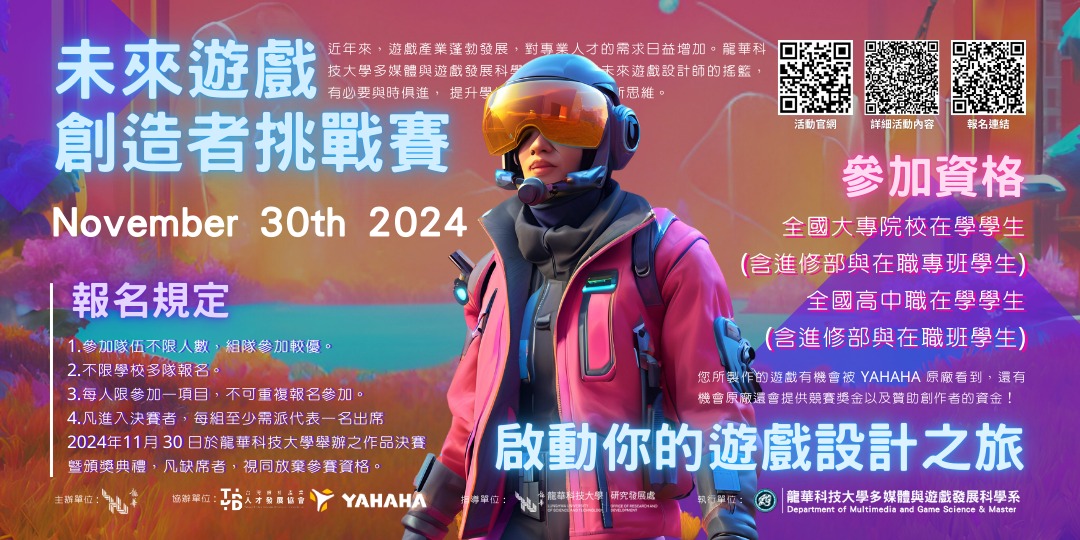 未來遊戲
創造者挑戰賽
近年來，遊戲產業蓬勃發展，對專業人才的需求日益增加。龍華科
技大學多媒體與遊戲發展科學 未來遊戲設計師的搖籃，
有必要與時俱進， 提升學 新思維。
活動官網
詳細活動內容
報名連結
November 30th 2024
參加資格
全國大專院校在學學生
(含進修部與在職專班學生)
全國高中職在學學生
(含進修部與在職班學生)
報名規定
1.參加隊伍不限人數，組隊參加較優。
2.不限學校多隊報名。
3.每人限參加一項目，不可重複報名參加。
4.凡進入決賽者，每組至少需派代表一名出席
2024年11月 30 日於龍華科技大學舉辦之作品決賽
暨頒獎典禮，凡缺席者，視同放棄參賽資格。
您所製作的遊戲有機會被 YAHAHA 原廠看到，還有
機會原廠還會提供競賽獎金以及贊助創作者的資金！
啟動你的遊戲設計之旅
主辦單位：
協辦單位：
人才發展協會
YAHAHA
指導單位：
龍華科技大學
LUNGHWA UNIVERSITY
OF SCIENCE AND TECHNOLOGY
研究發展處
OFFICE OF RESEARCH AND
DEVELOPMENT
執行單位：
龍華科技大學多媒體與遊戲發展科學系
Department of Multimedia and Game Science & Master